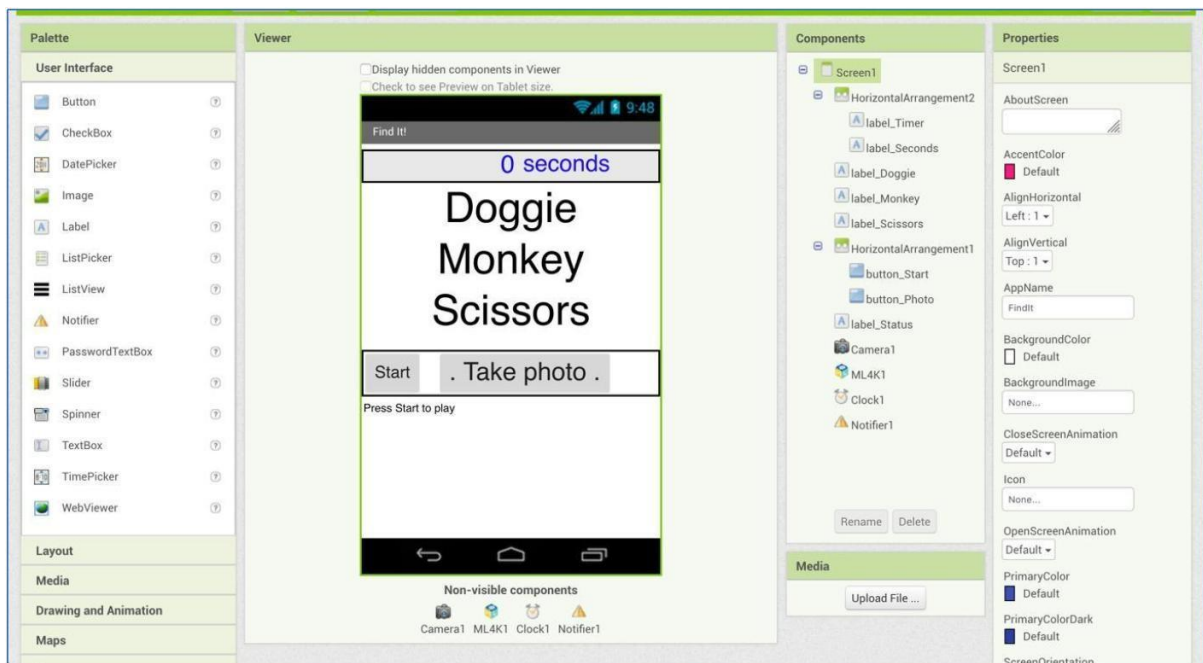 Palette
User Interface
Button
CheckBox
DatePicker
Image
Label
ListPicker
ListView
Notifier
PasswordTextBox
Slider
Spinner
TextBox
TimePicker
WebViewer
Layout
Media
Drawing and Animation
Maps
Viewer
Display hidden components in Viewer
Check to see Preview on Tablet size.
9:48
Find It!
0 seconds
Doggie
Monkey
Scissors
Start . Take photo .
Press Start to play
Non-visible components
Camera1 ML4K1 Clock1 Notifier1
Components
Screen1
HorizontalArrangement2
label_Timer
label_Seconds
label_Doggie
label_Monkey
label_Scissors
HorizontalArrangement1
button_Start
button_Photo
label_Status
Camera1
ML4K1
Clock1
Notifier1
Rename Delete
Media
Upload File ...
Properties
Screen1
AboutScreen
AccentColor
Default
AlignHorizontal
Left : 1
AlignVertical
Top : 1
AppName
FindIt
BackgroundColor
Default
BackgroundImage
None...
CloseScreenAnimation
Default
Icon
None...
OpenScreenAnimation
Default
PrimaryColor
Default
PrimaryColorDark
Default
ScreenOrientation